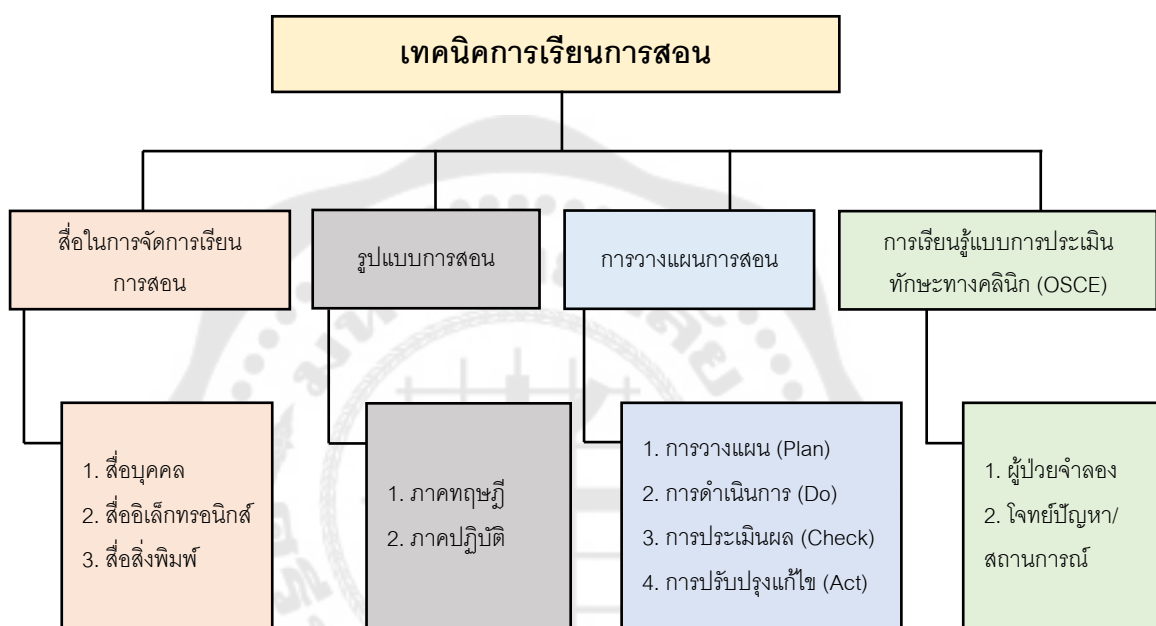 เทคนิคการเรียนการสอน
สื่อในการจัดการเรียน
การสอน
รูปแบบการสอน
การวางแผนการสอน
การเรียนรู้แบบการประเมิน
ทักษะทางคลินิก (OSCE)
1. สื่อบุคคล
2. สื่ออิเล็กทรอนิกส์
3. สื่อสิ่งพิมพ์
1. ภาคทฤษฎี
2. ภาคปฏิบัติ
1. การวางแผน (Plan)
2. การดำเนินการ (Do)
3. การประเมินผล (Check)
4. การปรับปรุงแก้ไข (Act)
1. ผู้ป่วยจำลอง
2. โจทย์ปัญหา/
สถานการณ์